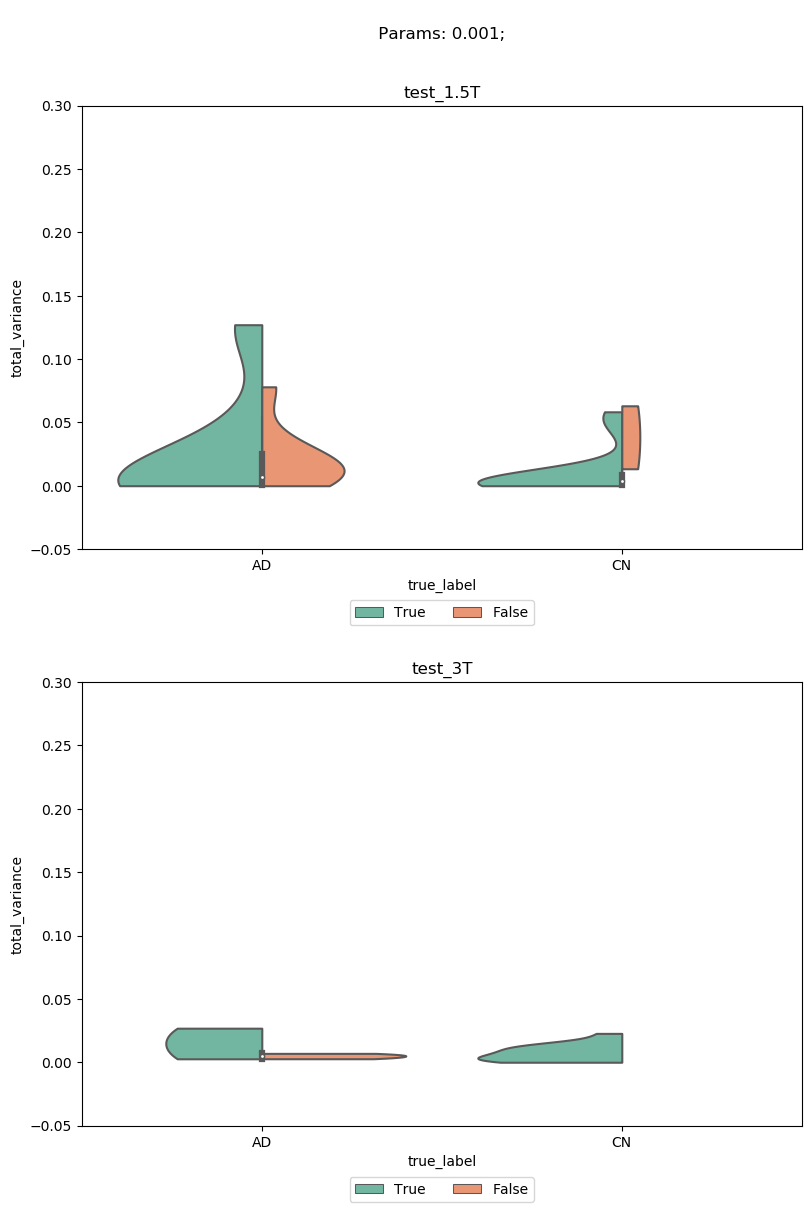 Params: 0.001;
test_1.5T
0.30
0.25
0.20
0.15
0.10
0.05
0.00
−0.05
total_variance
AD CN
true_label
True False
test_3T
0.30
0.25
0.20
0.15
0.10
0.05
0.00
−0.05
total_variance
AD CN
true_label
True False